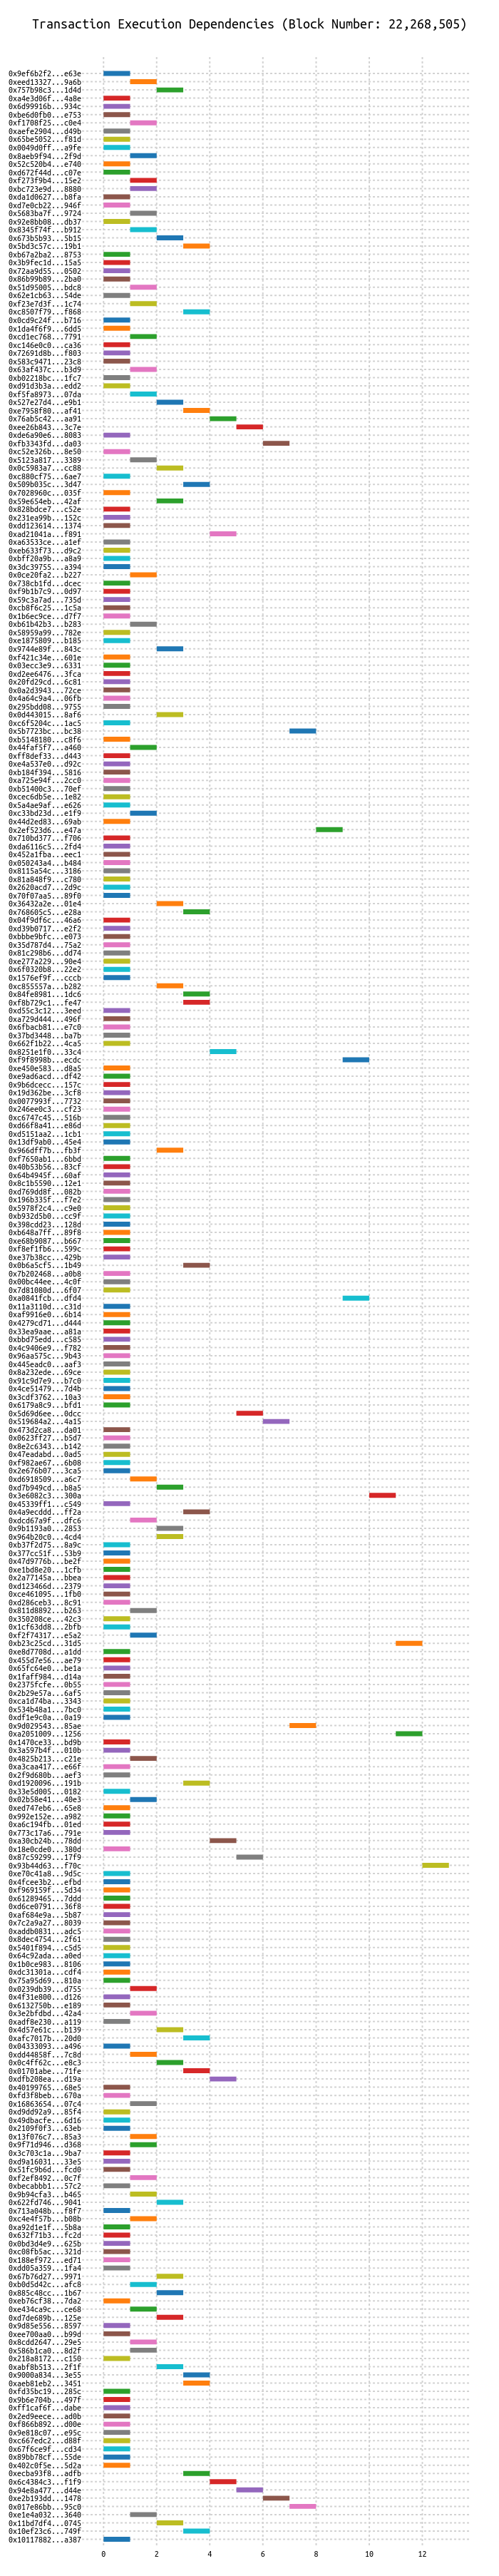 Transaction Execution Dependencies (Block Number: 22,268,505)
0x9ef6b2f2...e63e
0xeed13327...9a6b
0x757b98c3...1d4d
0xa4e3d06f...4a8e
0x6d99916b...934c
0xbe6d0fb0...e753
0xf1708f25...c0e4
0xaefe2904...d49b
0x65be5052...f81d
0x0049d0ff...a9fe
0x8aeb9f94...2f9d
0x52c520b4...e740
0xd672f44d...c07e
0xf273f9b4...15e2
0xbc723e9d...8880
0xda1d0627...b8fa
0xd7e0cb22...946f
0x5683ba7f...9724
0x92e8bb08...db37
0x8345f74f...b912
0x673b5b93...5b15
0x5bd3c57c...19b1
0xb67a2ba2...8753
0x3b9fec1d...15a5
0x72aa9d55...0502
0x86b99b89...2ba0
0x51d95005...bdc8
0x62e1cb63...54de
0xf23e7d3f...1c74
0xc8507f79...f868
0x0cd9c24f...b716
0x1da4f6f9...6dd5
0xcd1ec768...7791
0xc146e0c0...ca36
0x72691d8b...f803
0x583c9471...23c8
0x63af437c...b3d9
0xb02218bc...1fc7
0xd91d3b3a...edd2
0xf5fa8973...07da
0x527e27d4...e9b1
0xe7958f80...af41
0x76ab5c42...aa91
0xee26b843...3c7e
0xde6a90e6...8083
0xfb3343fd...da03
0xc52e326b...8e50
0x5123a817...3389
0x0c5983a7...cc88
0xc880cf75...6ae7
0x509b035c...3d47
0x7028960c...035f
0x59e654eb...42af
0x828bdce7...c52e
0x231ea99b...152c
0xdd123614...1374
0xad21041a...f891
0xa63533ce...a1ef
0xeb633f73...d9c2
0xbff20a9b...a8a9
0x3dc39755...a394
0x0ce20fa2...b227
0x738cb1fd...dcec
0xf9b1b7c9...0d97
0x59c3a7ad...735d
0xcb8f6c25...1c5a
0x1b6ec9ce...d7f7
0xb61b42b3...b283
0x58959a99...782e
0xe1875809...b185
0x9744e89f...843c
0xf421c34e...601e
0x03ecc3e9...6331
0xd2ee6476...3fca
0x20fd29cd...6c81
0x0a2d3943...72ce
0x4a64c9a4...06fb
0x295bdd08...9755
0x0d443015...8af6
0xc6f5204c...1ac5
0x5b7723bc...bc38
0xb5148180...c8f6
0x44faf5f7...a460
0xff8def33...d443
0xe4a537e0...d92c
0xb184f394...5816
0xa725e94f...2cc0
0xb51400c3...70ef
0xcec6db5e...1e82
0x5a4ae9af...e626
0xc33bd23d...e1f9
0x44d2ed83...69ab
0x2ef523d6...e47a
0x710bd377...f706
0xda6116c5...2fd4
0x452a1fba...eec1
0x050243a4...b484
0x8115a54c...3186
0x81a848f9...c780
0x2620acd7...2d9c
0x70f07aa5...89f0
0x36432a2e...01e4
0x768605c5...e28a
0x04f9df6c...46a6
0xd39b0717...e2f2
0xbbbe9bfc...e073
0x35d787d4...75a2
0x81c298b6...dd74
0xe277a229...90e4
0x6f0320b8...22e2
0x1576ef9f...cccb
0xc855557a...b282
0x84fe8981...1dc6
0xf8b729c1...fe47
0xd55c3c12...3eed
0xa729d444...496f
0x6fbacb81...e7c0
0x37bd3448...ba7b
0x662f1b22...4ca5
0x8251e1f0...33c4
0xf9f8998b...ecdc
0xe450e583...d8a5
0xe9ad6acd...df42
0x9b6dcecc...157c
0x19d362be...3cf8
0x0077993f...7732
0x246ee0c3...cf23
0xc6747c45...516b
0xd66f8a41...e86d
0xd5151aa2...1cb1
0x13df9ab0...45e4
0x966dff7b...fb3f
0xf7650ab1...6bbd
0x40b53b56...83cf
0x64b4945f...60af
0x8c1b5590...12e1
0xd769dd8f...082b
0x196b335f...f7e2
0x5978f2c4...c9e0
0xb932d5b0...cc9f
0x398cdd23...128d
0xb648a7ff...89f8
0xe68b9087...b667
0xf8ef1fb6...599c
0xe37b38cc...429b
0x0b6a5cf5...1b49
0x7b202468...a0b8
0x00bc44ee...4c0f
0x7d81080d...6f07
0xa0841fcb...dfd4
0x11a3110d...c31d
0xaf9916e0...6b14
0x4279cd71...d444
0x33ea9aae...a81a
0xbbd75edd...c585
0x4c9406e9...f782
0x96aa575c...9b43
0x445eadc0...aaf3
0x8a232ede...69ce
0x91c9d7e9...b7c0
0x4ce51479...7d4b
0x3cdf3762...10a3
0x6179a8c9...bfd1
0x5d69d6ee...0dcc
0x519684a2...4a15
0x473d2ca8...da01
0x0623ff27...b5d7
0x8e2c6343...b142
0x47eadabd...0ad5
0xf982ae67...6b08
0x2e676b07...3ca5
0xd6918509...a6c7
0xd7b949cd...b8a5
0x3e6082c3...300a
0x45339ff1...c549
0x4a9ecddd...ff2a
0xdcd67a9f...dfc6
0x9b1193a0...2853
0x964b20c0...4cd4
0xb37f2d75...8a9c
0x377cc51f...53b9
0x47d9776b...be2f
0xe1bd8e20...1cfb
0x2a77145a...bbea
0xd123466d...2379
0xce461095...1fb0
0xd286ceb3...8c91
0x811d8892...b263
0x350208ce...42c3
0x1cf63dd8...2bfb
0xf2f74317...e5a2
0xb23c25cd...31d5
0xe8d7708d...a1dd
0x455d7e56...ae79
0x65fc64e0...be1a
0x1faff984...d14a
0x2375fcfe...0b55
0x2b29e57a...6af5
0xca1d74ba...3343
0x534b48a1...7bc0
0xdf1e9c0a...0a19
0x9d029543...85ae
0xa2051009...1256
0x1470ce33...bd9b
0x3a597b4f...010b
0x4825b213...c21e
0xa3caa417...e66f
0x2f9d680b...aef3
0xd1920096...191b
0x33e5d005...0182
0x02b58e41...40e3
0xed747eb6...65e8
0x992e152e...a982
0xa6c194fb...01ed
0x773c17a6...791e
0xa30cb24b...78dd
0x18e0cde0...380d
0x87c59299...17f9
0x93b44d63...f70c
0xe70c41a8...9d5c
0x4fcee3b2...efbd
0xf969159f...5d34
0x61289465...7ddd
0xd6ce0791...36f8
0xaf684e9a...5b87
0x7c2a9a27...8039
0xaddb0831...adc5
0x8dec4754...2f61
0x5401f894...c5d5
0x64c92ada...a0ed
0x1b0ce983...8106
0xdc31301a...cdf4
0x75a95d69...810a
0x0239db39...d755
0x4f31e800...d126
0x6132750b...e189
0x3e2bfdbd...42a4
0xadf8e230...a119
0x4d57e61c...b139
0xafc7017b...20d0
0x04333093...a496
0xdd44858f...7c8d
0x0c4ff62c...e8c3
0x01701abe...71fe
0xdfb208ea...d19a
0x40199765...68e5
0xfd3f8beb...670a
0x16863654...07c4
0xd9dd92a9...85f4
0x49dbacfe...6d16
0x2109f0f3...63eb
0x13f076c7...85a3
0x9f71d946...d368
0x3c703c1a...9ba7
0xd9a16031...33e5
0x51fc9b6d...fcd0
0xf2ef8492...0c7f
0xbecabbb1...57c2
0x9b94cfa3...b465
0x622fd746...9041
0x713a048b...f8f7
0xc4e4f57b...b08b
0xa92d1e1f...5b8a
0x632f71b3...fc2d
0x0bd3d4e9...625b
0xc08fb5ac...321d
0x188ef972...ed71
0xdd05a359...1fa4
0x67b76d27...9971
0xb0d5d42c...afc8
0x885c48cc...1b67
0xeb76cf38...7da2
0xe434ca9c...ce68
0xd7de689b...125e
0x9d85e556...8597
0xee700aa0...b99d
0x8cdd2647...29e5
0x586b1ca0...8d2f
0x218a8172...c150
0xabf8b513...2f1f
0x9000a834...3e55
0xaeb81eb2...3451
0xfd35bc19...285c
0x9b6e704b...497f
0xff1caf6f...dabe
0x2ed9eece...ad0b
0xf866b892...d00e
0x9e818c07...e95c
0xc667edc2...d88f
0x67f6ce9f...cd34
0x89bb78cf...55de
0x402c0f5e...5d2a
0xecba93f8...adfb
0x6c4384c3...f1f9
0x94e8a477...d44e
0xe2b193dd...1478
0x017e86bb...95c0
0xe1e4a032...3640
0x11bd7df4...0745
0x10ef23c6...749f
0x10117882...a387
0 2 4 6 8 10 12